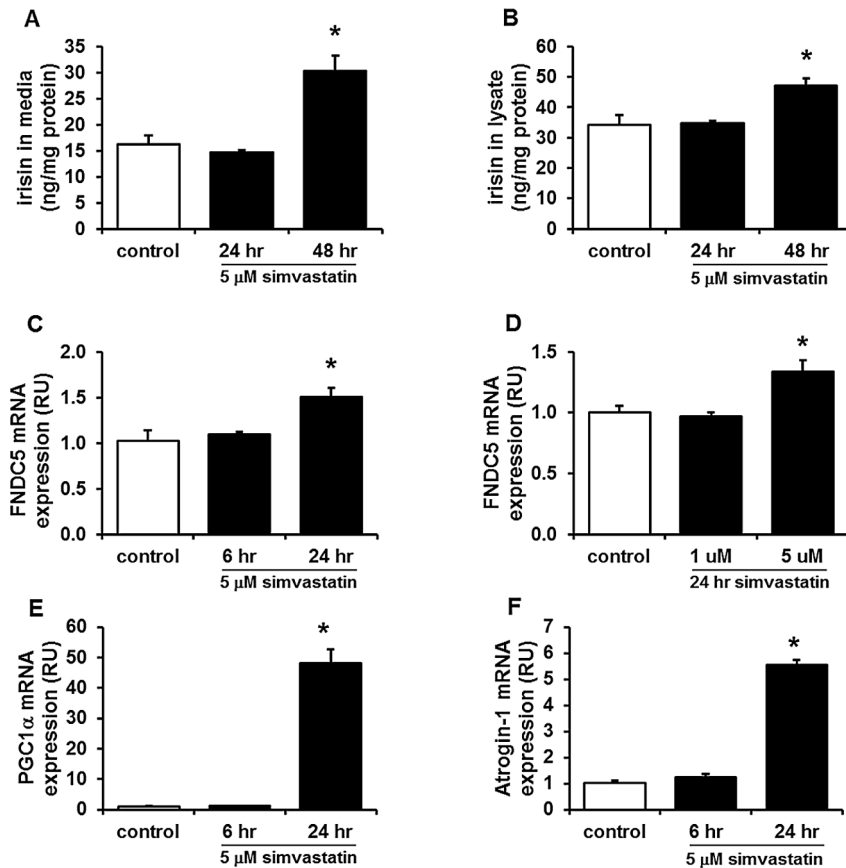 A
irisin in media
(ng/mg protein)
35
30
25
20
15
10
5
0
*
control
24 hr
48 hr
5 µM simvastatin
B
irisin in lysate
(ng/mg protein)
60
50
40
30
20
10
0
*
control
24 hr
48 hr
5 µM simvastatin
C
FNDC5 mRNA
expression (RU)
2.0
1.5
1.0
0.5
0.0
*
control
6 hr
24 hr
5 µM simvastatin
D
FNDC5 mRNA
expression (RU)
1.5
1.0
0.5
0.0
*
control
1 uM
5 uM
24 hr simvastatin
E
PGC1α mRNA
expression (RU)
60
50
40
30
20
10
0
*
control
6 hr
24 hr
5 µM simvastatin
F
Atrogin-1 mRNA
expression (RU)
7
6
5
4
3
2
1
0
*
control
6 hr
24 hr
5 µM simvastatin